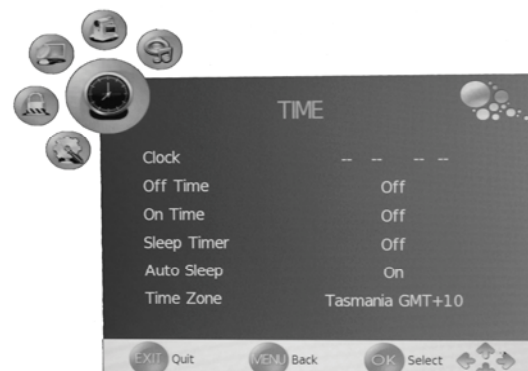 TIME
Clock -- -- -- --
Off Time Off
On Time Off
Sleep Timer Off
Auto Sleep On
Time Zone Tasmania GMT+10
EXIT Quit MENU Back OK Select